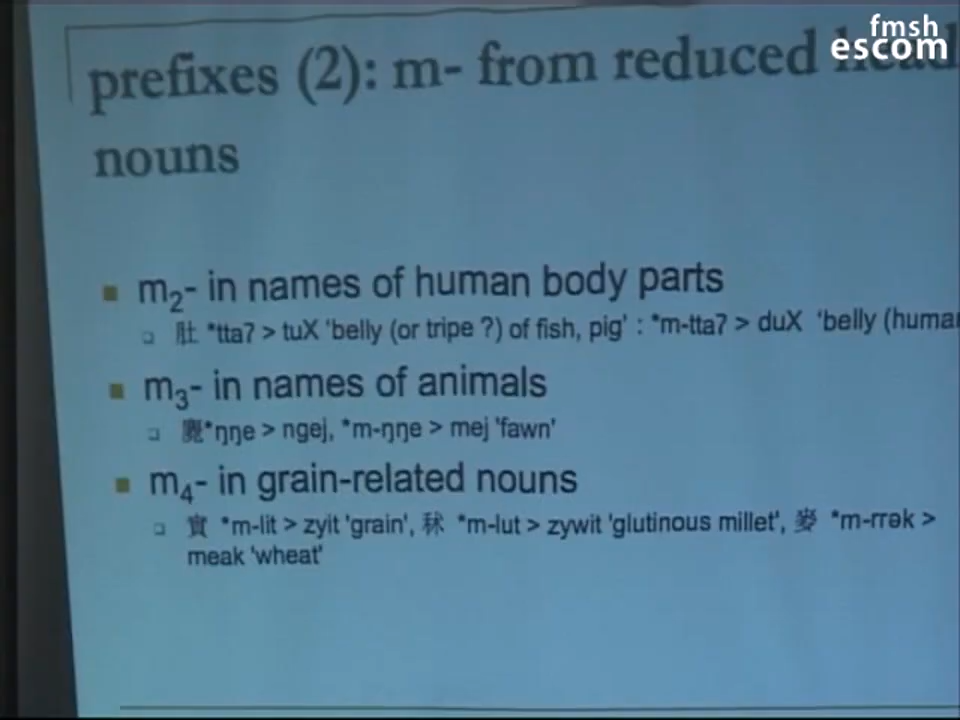 fmsh
escom
prefixes (2): m- from reduced head
nouns
m₂- in names of human body parts
肚 *ttaʔ > tuX 'belly (or tripe ?) of fish, pig' : *m-ttaʔ > duX 'belly (human
m₃- in names of animals
麑*ŋŋe > ngej, *m-ŋŋe > mej 'fawn'
m₄- in grain-related nouns
實 *m-lit > zyit 'grain', 秫 *m-lut > zywit 'glutinous millet', 麥 *m-rrək >
meak 'wheat'